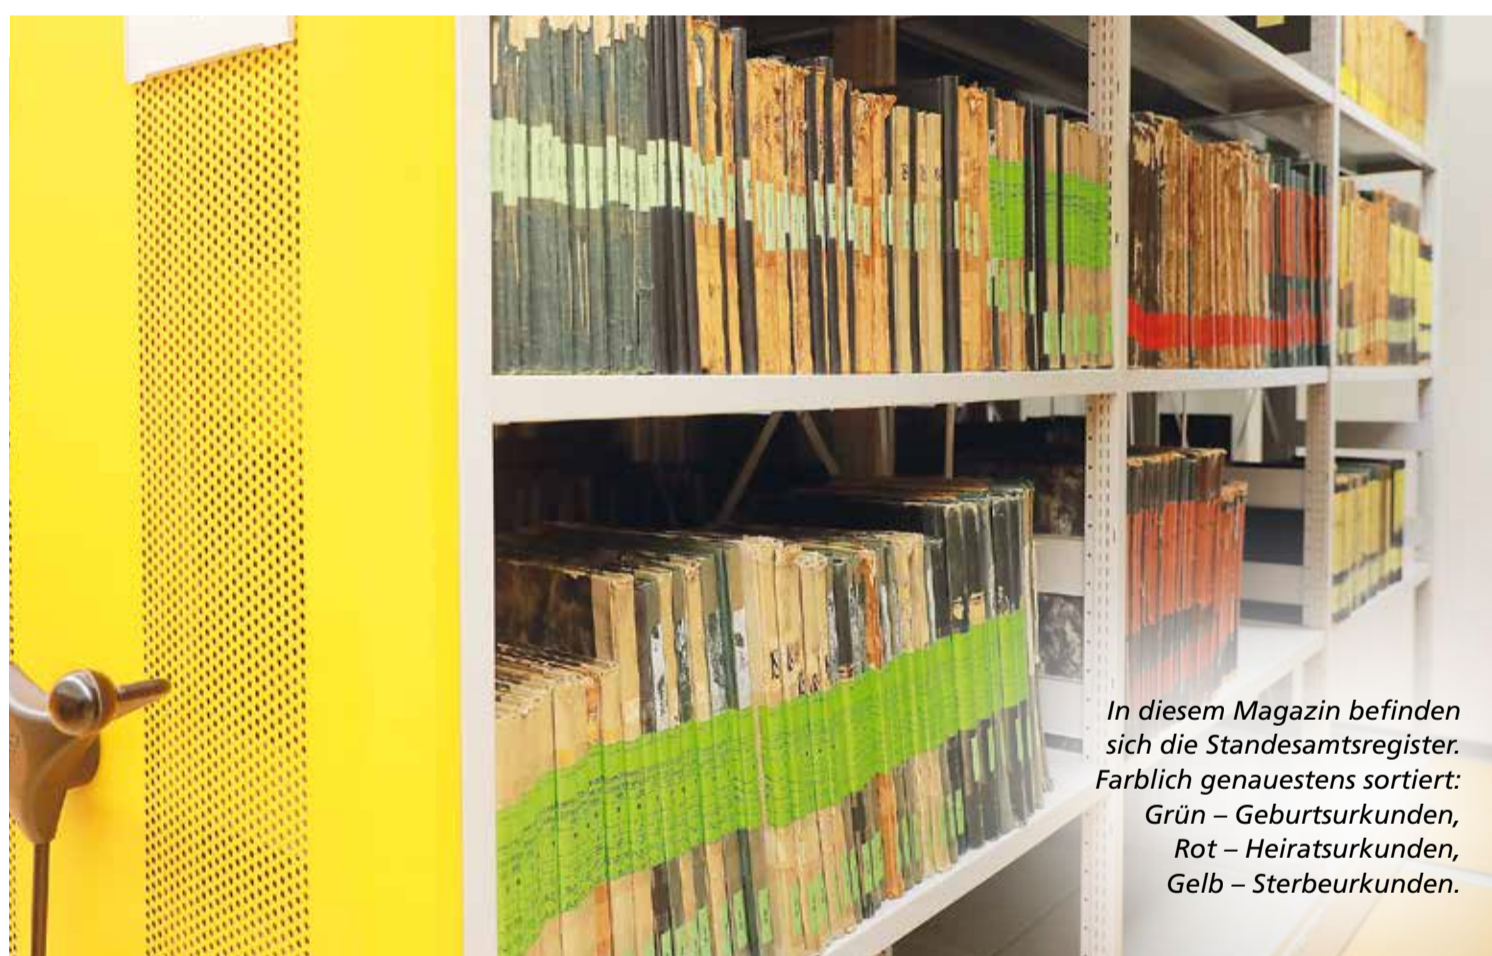 In diesem Magazin befinden
sich die Standesamtsregister.
Farblich genauestens sortiert:
Grün – Geburtsurkunden,
Rot – Heiratsurkunden,
Gelb – Sterbeurkunden.